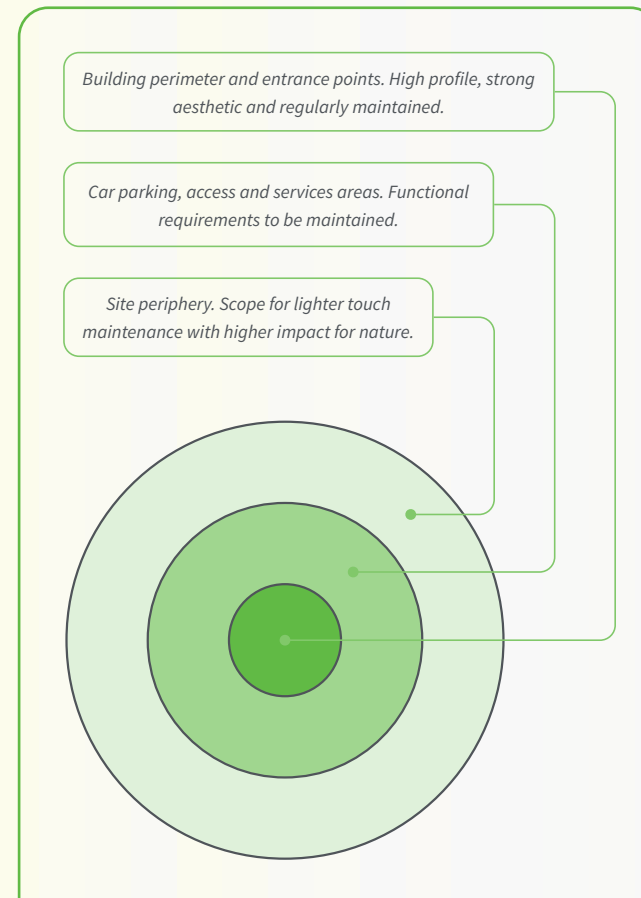 Building perimeter and entrance points. High profile, strong
aesthetic and regularly maintained.
Car parking, access and services areas. Functional
requirements to be maintained.
Site periphery. Scope for lighter touch
maintenance with higher impact for nature.